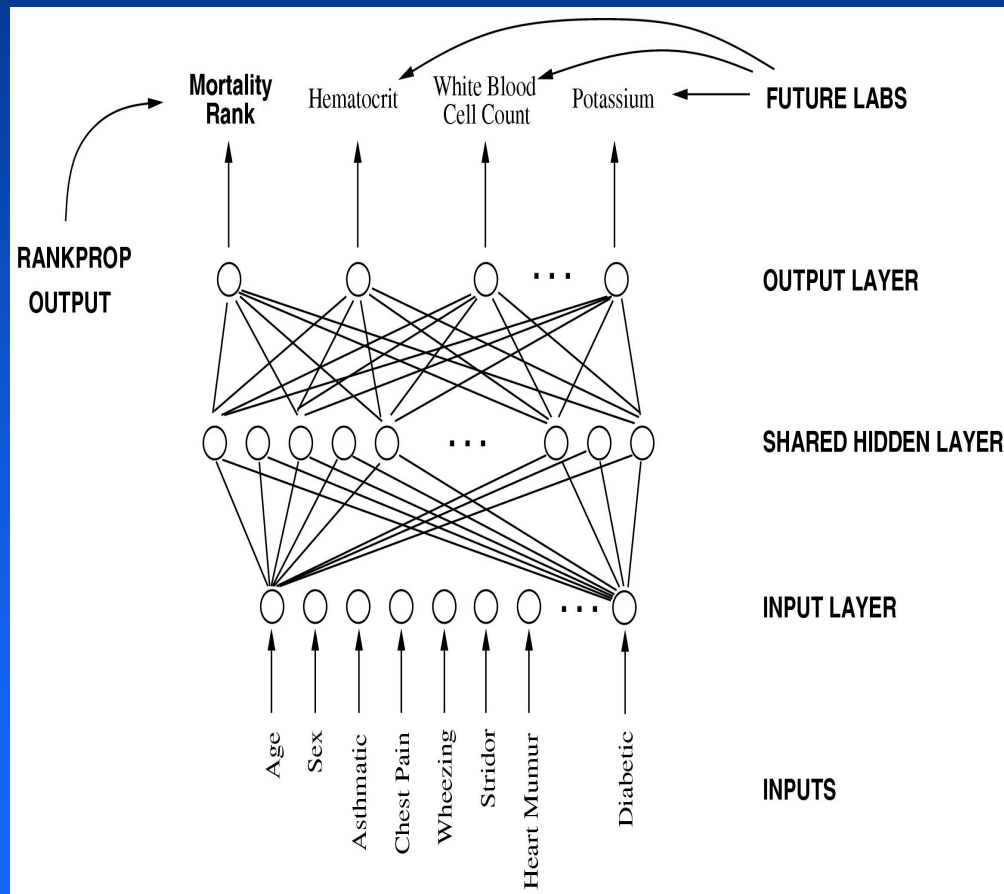 Mortality
Rank
Hematocrit
White Blood
Cell Count
Potassium
FUTURE LABS
RANKPROP
OUTPUT
. . .
OUTPUT LAYER
. . .
SHARED HIDDEN LAYER
. . .
INPUT LAYER
Age
Sex
Asthmatic
Chest Pain
Wheezing
Stridor
Heart Mumur
Diabetic
INPUTS